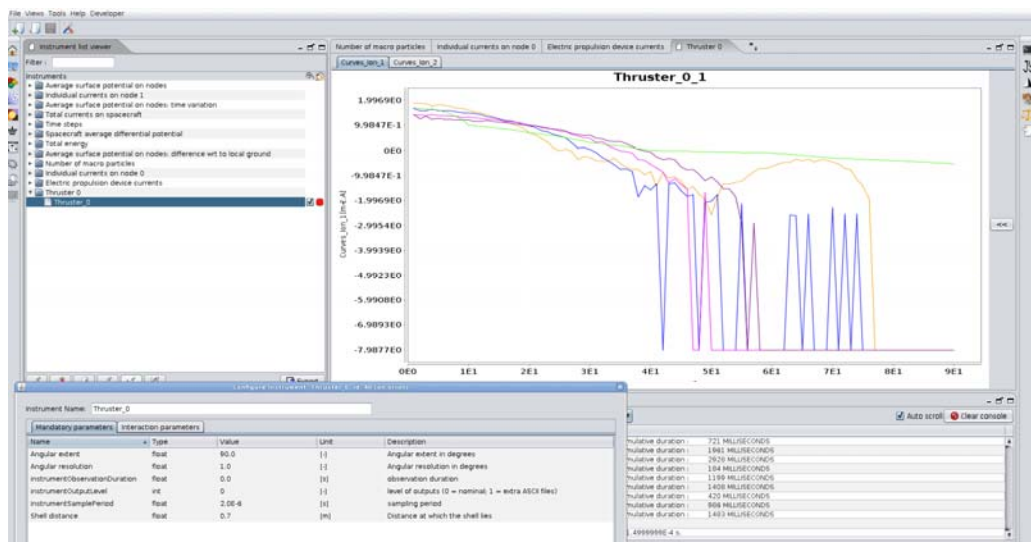 File Views Tools Help Developer
Instrument list viewer
Filter :
Instruments
Average surface potential on nodes
Individual currents on node 1
Average surface potential on nodes: time variation
Total currents on spacecraft
Time steps
Spacecraft average differential potential
Total energy
Average surface potential on nodes: difference wrt to local ground
Number of macro particles
Individual currents on node 0
Electric propulsion device currents
Thruster 0
Thruster_0
Number of macro particles Individual currents on node 0 Electric propulsion device currents Thruster 0
Curves_Ion_1 Curves_Ion_2
Thruster_0_1
1.9969E0
9.9847E-1
0E0
-9.9847E-1
-1.9969E0
-2.9954E0
-3.9939E0
-4.9923E0
-5.9908E0
-6.9893E0
-7.9877E0
0E0 1E1 2E1 3E1 4E1 5E1 6E1 7E1 8E1 9E1
<<
Export
Instrument Name: Thruster_0
Mandatory parameters Interaction parameters
Name Type Value Unit Description
Angular extent float 90.0 [-] Angular extent in degrees
Angular resolution float 1.0 [-] Angular resolution in degrees
instrumentObservationDuration float 0.0 [s] observation duration
instrumentOutputLevel int 0 [-] level of outputs (0 = nominal; 1 = extra ASCII files)
instrumentSamplePeriod float 2.0E-6 [s] sampling period
Shell distance float 0.7 [m] Distance at which the shell lies
Auto scroll Clear console
mulative duration : 721 MILLISECONDS
mulative duration : 1981 MILLISECONDS
mulative duration : 2928 MILLISECONDS
mulative duration : 184 MILLISECONDS
mulative duration : 1199 MILLISECONDS
mulative duration : 1408 MILLISECONDS
mulative duration : 420 MILLISECONDS
mulative duration : 906 MILLISECONDS
mulative duration : 1483 MILLISECONDS
1.4999999E-4 s.